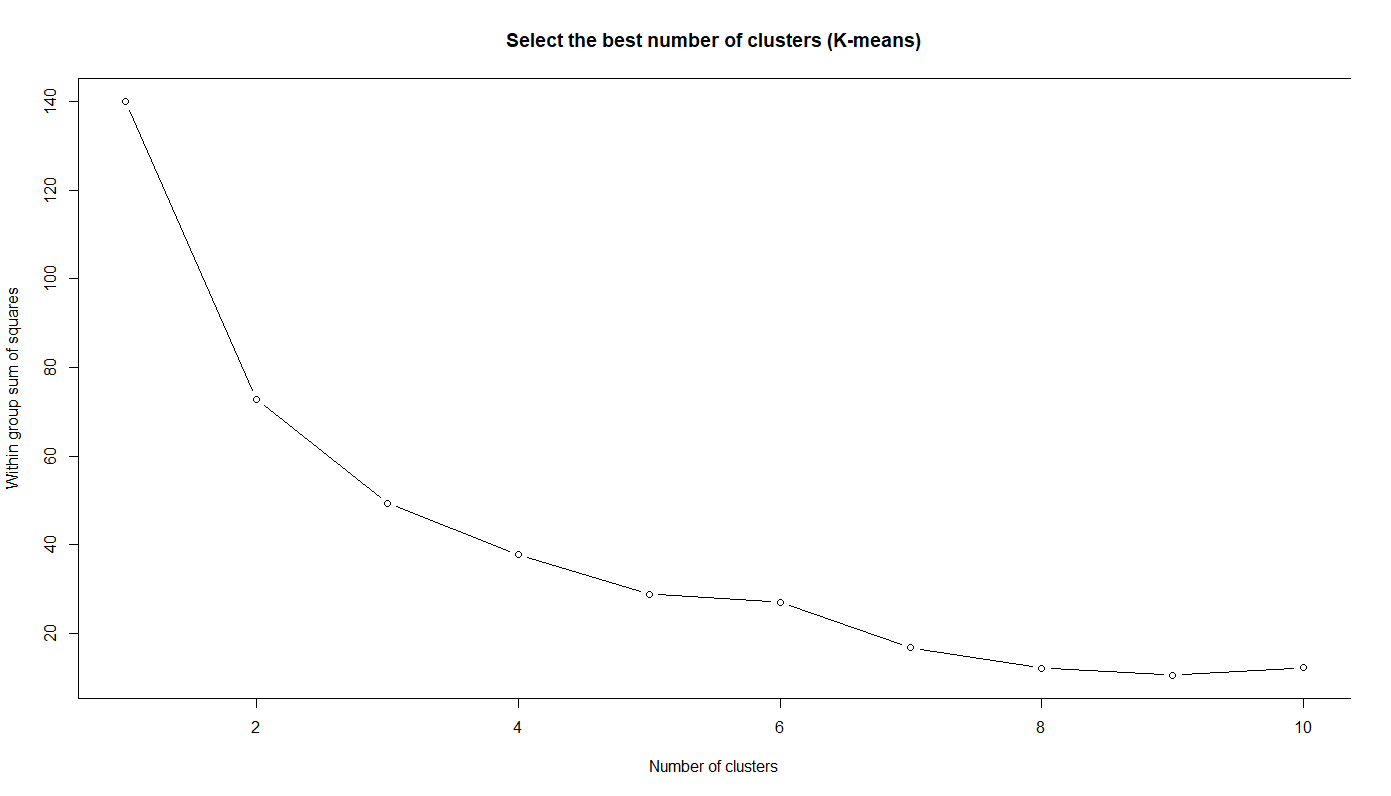 Select the best number of clusters (K-means)
Within group sum of squares
140
120
100
80
60
40
20
2 4 6 8 10
Number of clusters